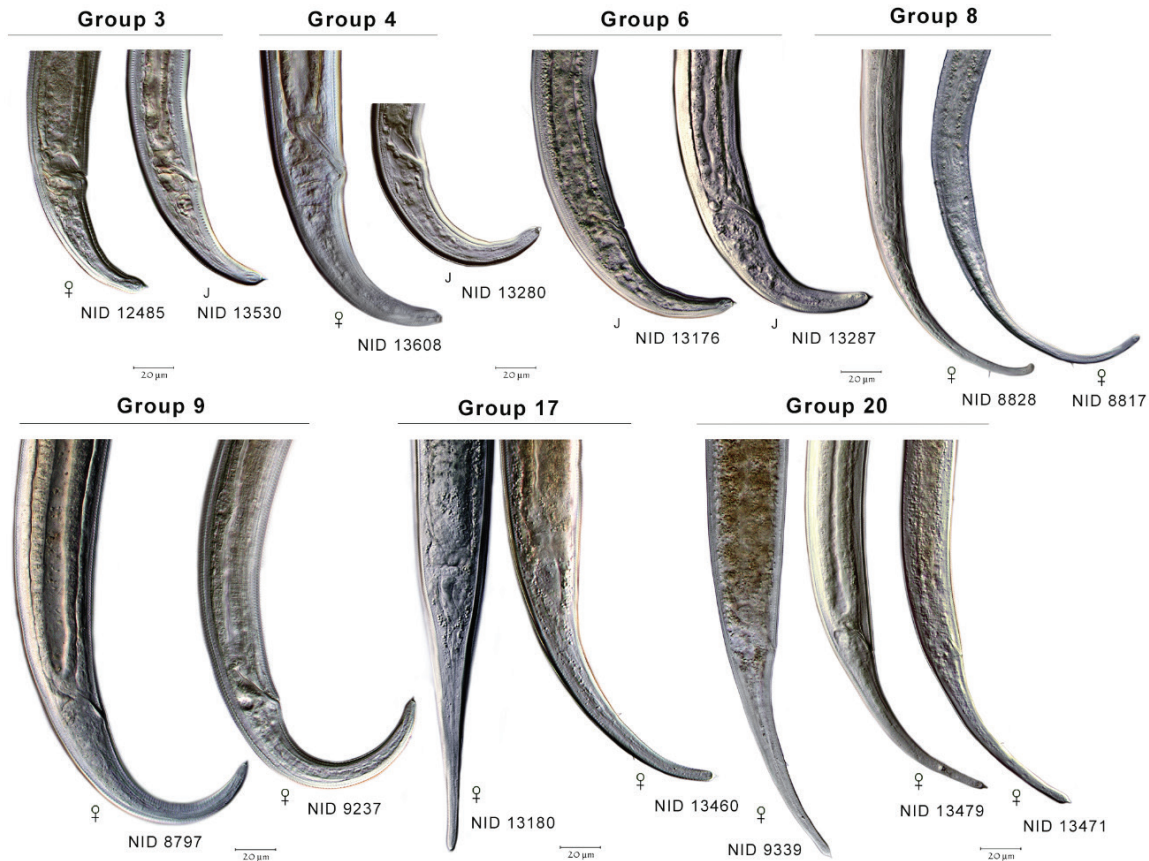 Group 3
Group 4
Group 6
Group 8
♀
NID 12485
J
NID 13530
♀
NID 13608
J
NID 13280
J
NID 13176
J
NID 13287
♀
NID 8828
♀
NID 8817
20 µm
20 µm
20 µm
20 µm
Group 9
Group 17
Group 20
♀
NID 8797
♀
NID 9237
♀
NID 13180
♀
NID 13460
♀
NID 9339
♀
NID 13479
♀
NID 13471
20 µm
20 µm
20 µm